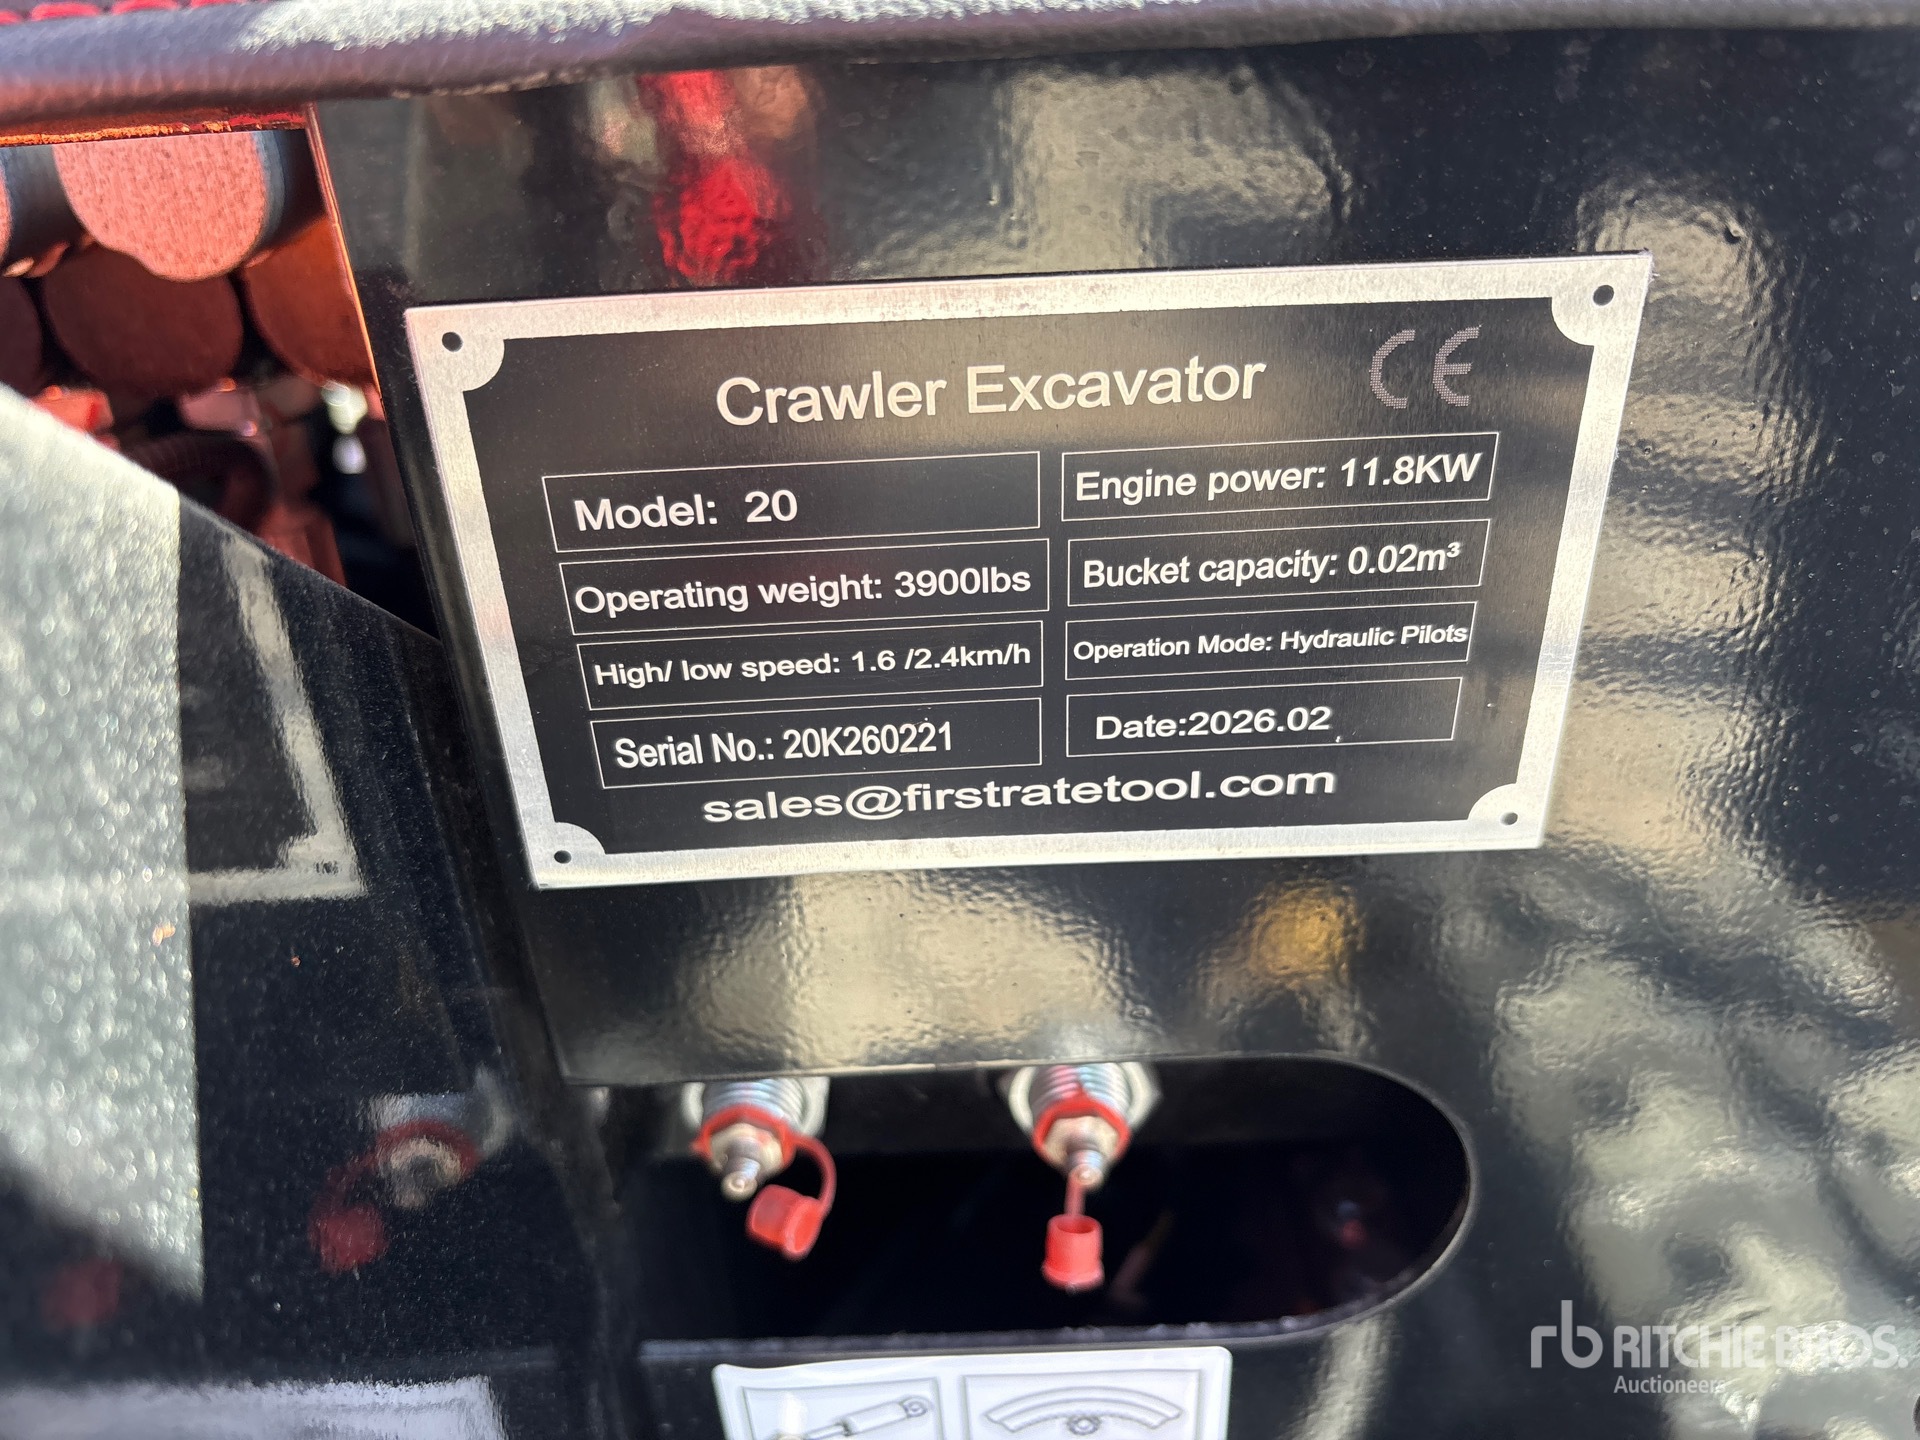 Crawler Excavator CE
Model: 20
Engine power: 11.8KW
Operating weight: 3900lbs
Bucket capacity: 0.02m³
High/ low speed: 1.6 /2.4km/h
Operation Mode: Hydraulic Pilots
Serial No.: 20K260221
Date:2026.02
sales@firstratetool.com
rb RITCHIE BROS.
Auctioneers